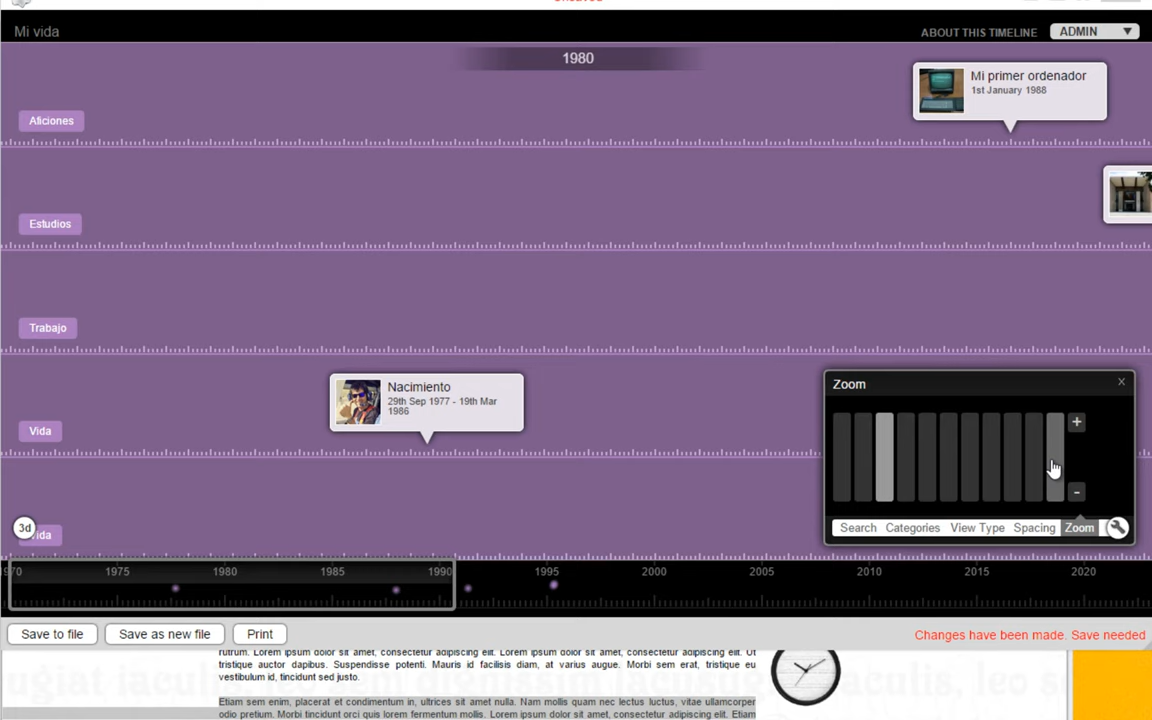 Mi vida
ABOUT THIS TIMELINE
ADMIN
1980
Mi primer ordenador
1st January 1988
Aficiones
Estudios
Trabajo
Nacimiento
29th Sep 1977 - 19th Mar
1986
Vida
Zoom
x
+
-
Search Categories View Type Spacing Zoom
3d
1975 1980 1985 1990 1995 2000 2005 2010 2015 2020
Save to file Save as new file Print
Changes have been made. Save needed
rutrum. Lorem ipsum dolor sit amet, consectetur adipiscing elit. Lorem ipsum dolor sit amet, consectetur adipiscing elit. Ut
tristique auctor dapibus. Suspendisse potenti. Mauris id facilisis diam, at varius augue. Morbi sem erat, tristique eu
vestibulum id, tincidunt sed justo.
Etiam sem enim, placerat et condimentum in, ultrices sit amet nulla. Nam mollis quam nec lectus luctus, vitae ullamcorper
odio pretium. Morbi tincidunt orci quis lorem fermentum mollis. Lorem ipsum dolor sit amet, consectetur adipiscing elit. Etiam